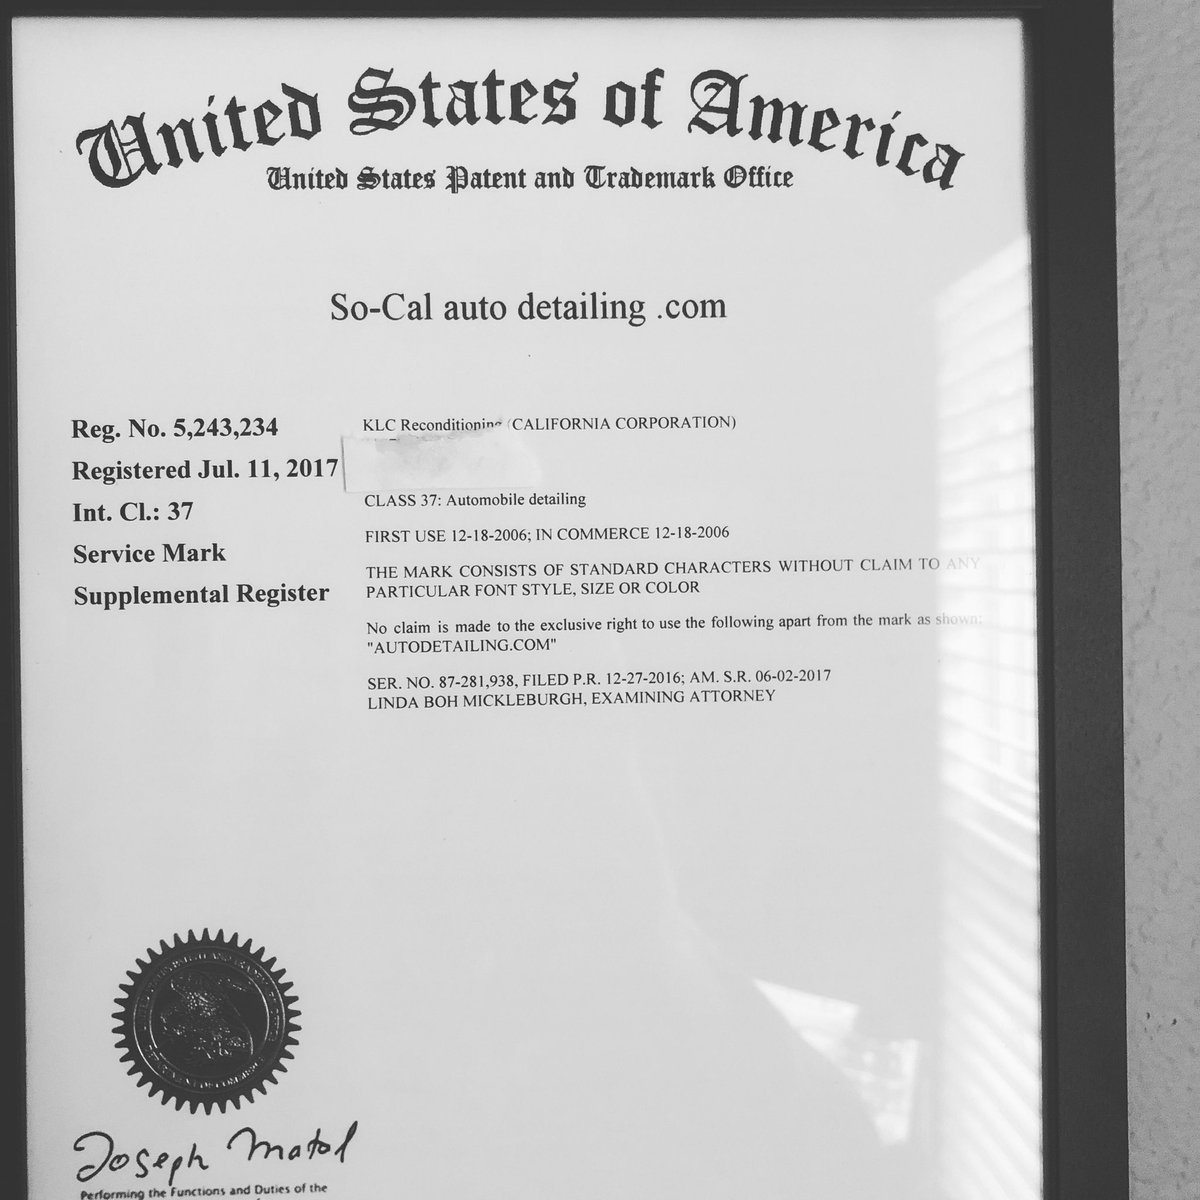 United States of America
United States Patent and Trademark Office
So-Cal auto detailing .com
Reg. No. 5,243,234
Registered Jul. 11, 2017
Int. Cl.: 37
Service Mark
Supplemental Register
KLC Reconditioning (CALIFORNIA CORPORATION)
CLASS 37: Automobile detailing
FIRST USE 12-18-2006; IN COMMERCE 12-18-2006
THE MARK CONSISTS OF STANDARD CHARACTERS WITHOUT CLAIM TO ANY
PARTICULAR FONT STYLE, SIZE OR COLOR
No claim is made to the exclusive right to use the following apart from the mark as shown:
"AUTODETAILING.COM"
SER. NO. 87-281,938, FILED P.R. 12-27-2016; AM. S.R. 06-02-2017
LINDA BOH MICKLEBURGH, EXAMINING ATTORNEY
Joseph Matal
Performing the Functions and Duties of the